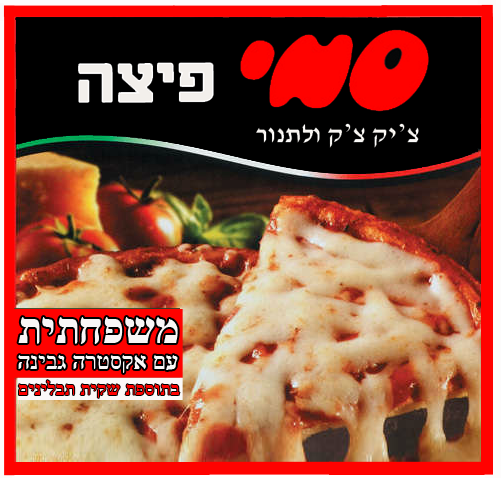 סמי פיצה
צ'יק צ'ק ולתנור
משפחתית
עם אקסטרה גבינה
בתוספת שקית תבלינים